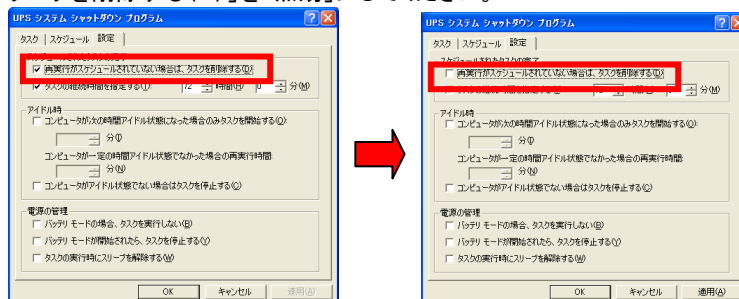 UPS システム シャットダウン プログラム
タスク | スケジュール 設定
再実行がスケジュールされていない場合は、タスクを削除する(D):
タスクの継続時間を指定する(J): 72 時間(R) 0 分(M)
アイドル時
コンピュータが次の時間アイドル状態になった場合のみタスクを開始する(Q):
分(I)
コンピュータが一定の時間アイドル状態でなかった場合の再実行時間:
分(N)
コンピュータがアイドル状態でない場合はタスクを停止する(C)
電源の管理
バッテリ モードの場合、タスクを実行しない(B)
バッテリ モードが開始されたら、タスクを停止する(Y)
タスクの実行時にスリープを解除する(W)
OK キャンセル 適用(A)
UPS システム シャットダウン プログラム
タスク | スケジュール 設定
スケジュールされたタスクの完了
再実行がスケジュールされていない場合は、タスクを削除する(D):
分(M)
アイドル時
コンピュータが次の時間アイドル状態になった場合のみタスクを開始する(Q):
分(I)
コンピュータが一定の時間アイドル状態でなかった場合の再実行時間:
分(N)
コンピュータがアイドル状態でない場合はタスクを停止する(C)
電源の管理
バッテリ モードの場合、タスクを実行しない(B)
バッテリ モードが開始されたら、タスクを停止する(Y)
タスクの実行時にスリープを解除する(W)
OK キャンセル 適用(A)